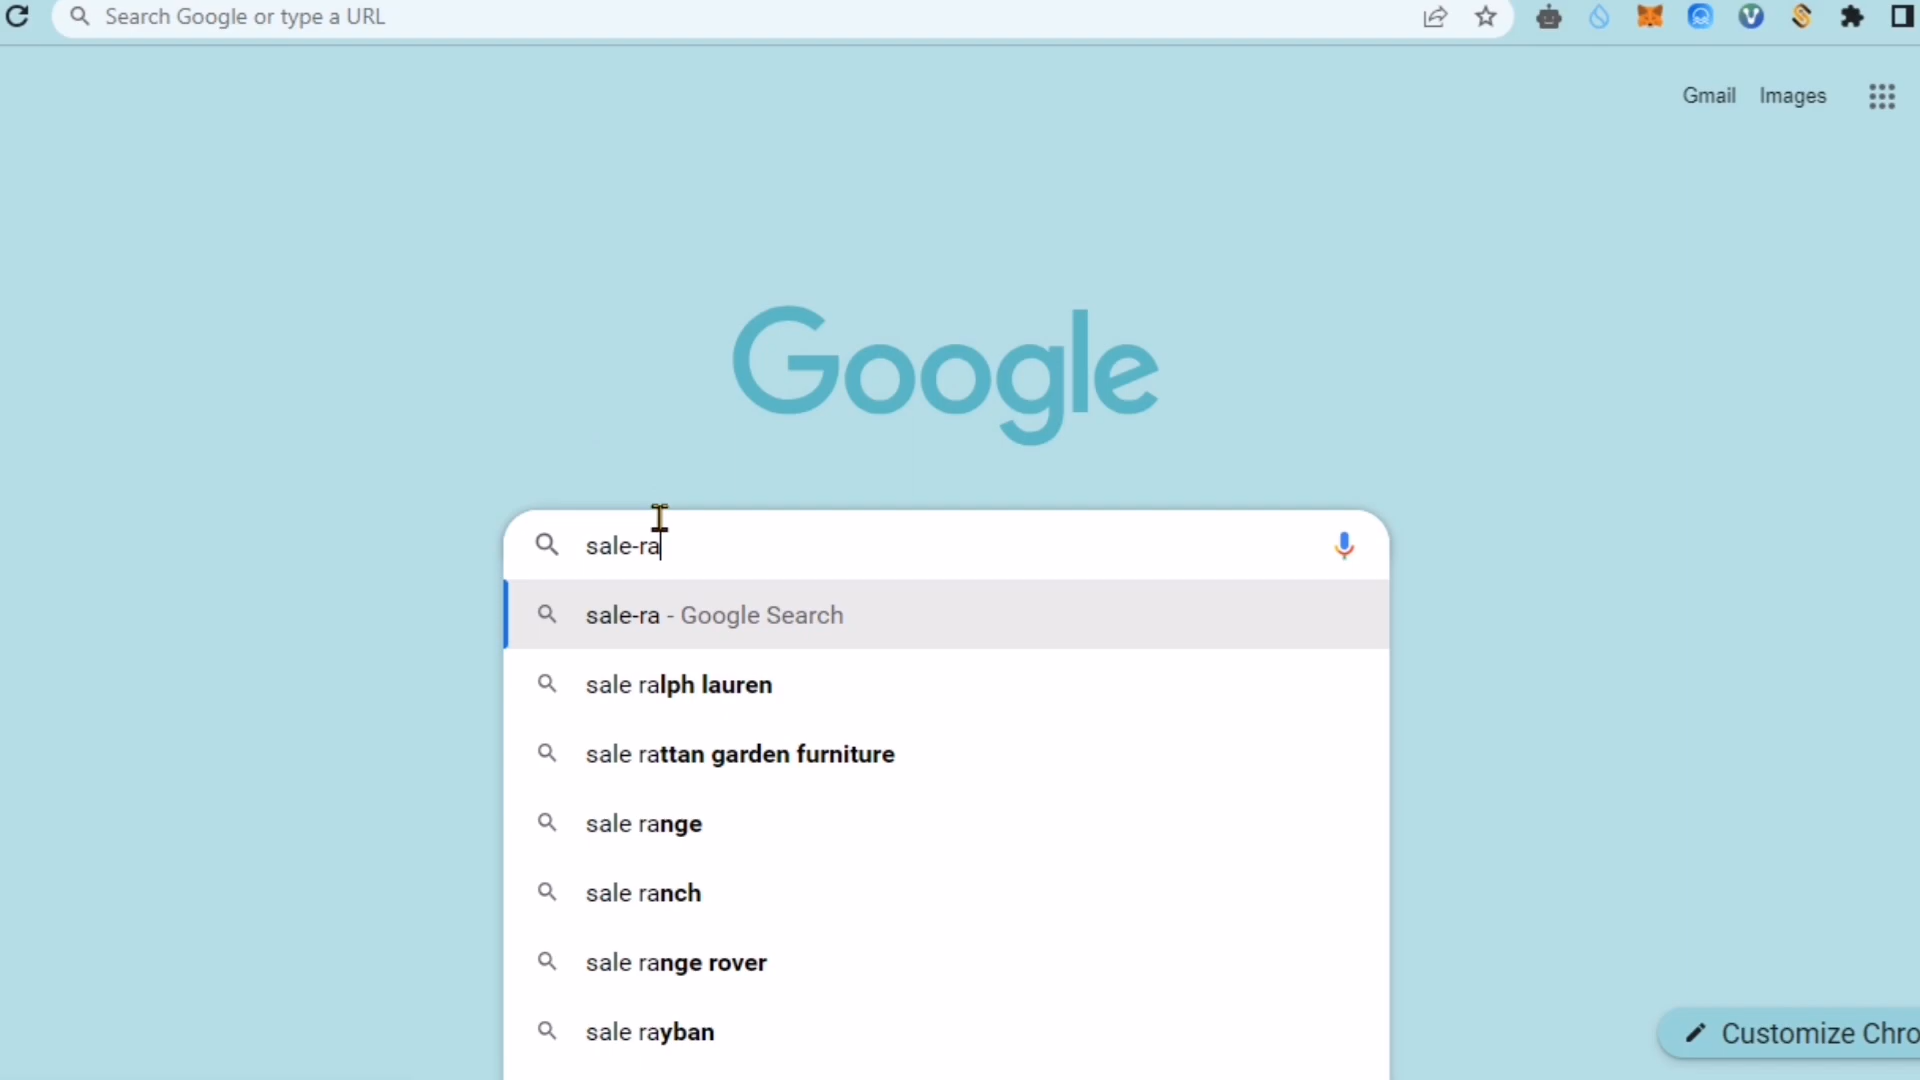 Search Google or type a URL
Gmail Images
Google
sale-ra
sale-ra - Google Search
sale ralph lauren
sale rattan garden furniture
sale range
sale ranch
sale range rover
sale rayban
Customize Chro